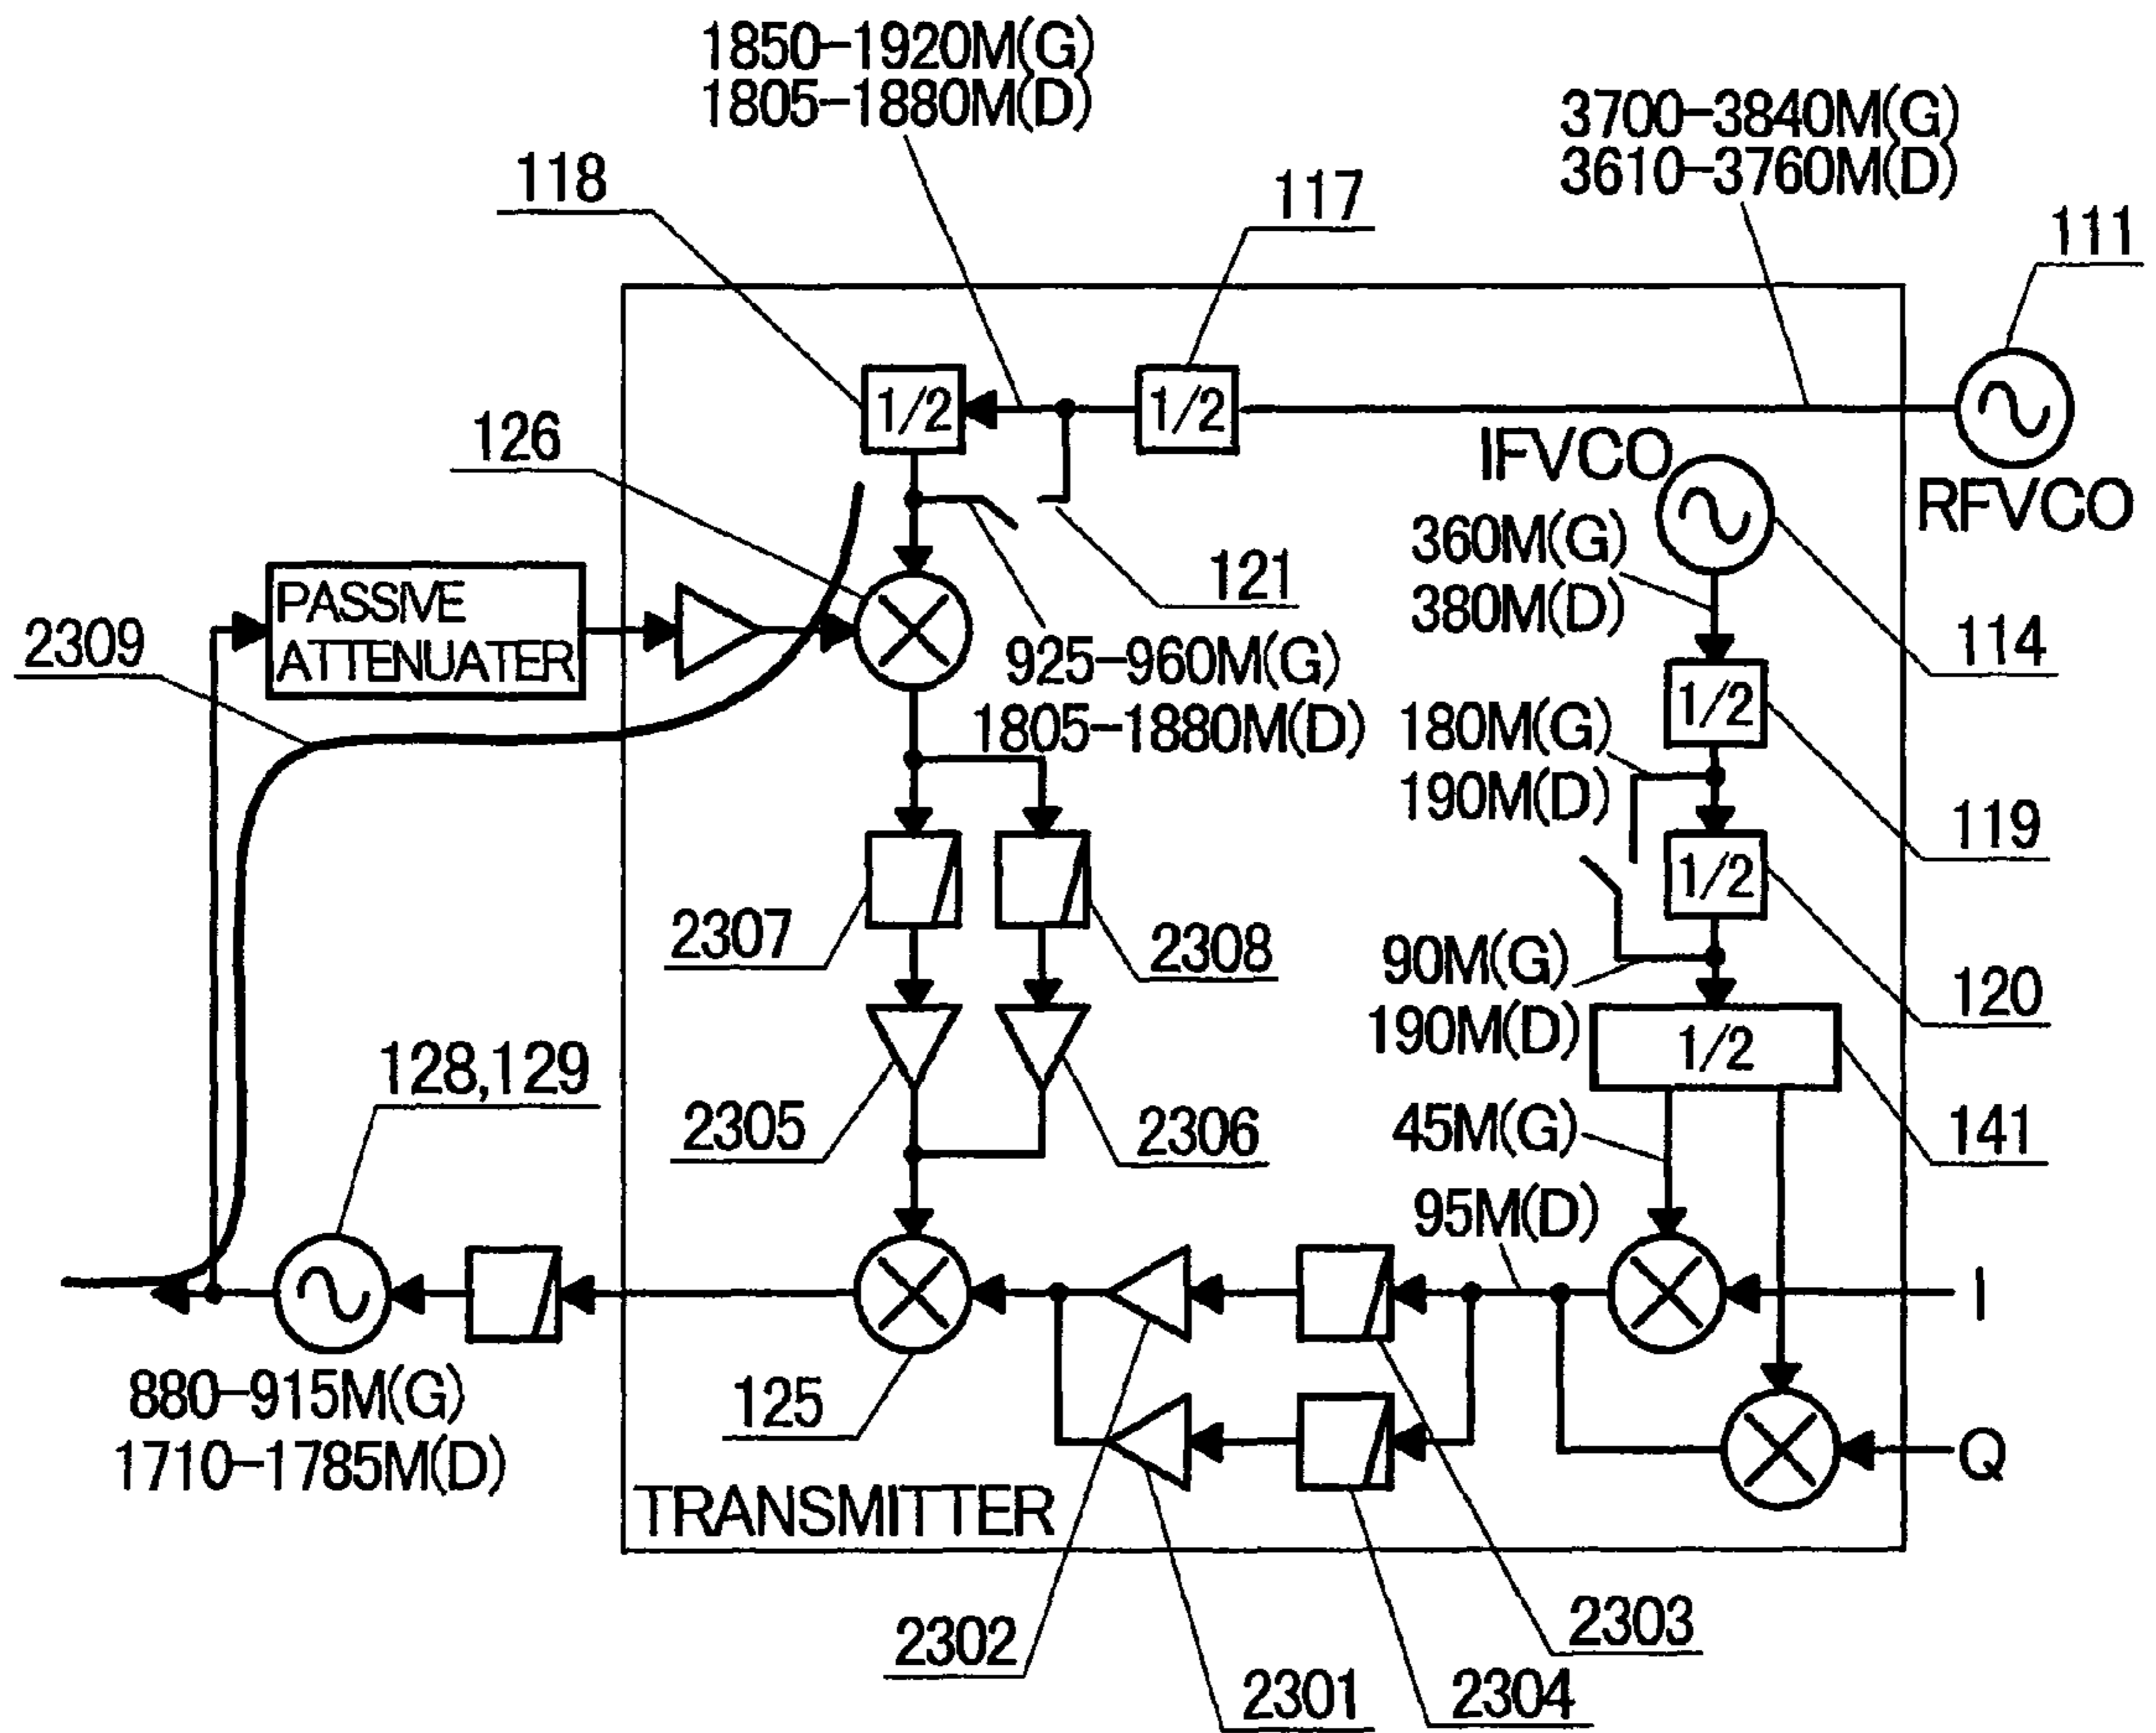 1850-1920M(G)
1805-1880M(D)
3700-3840M(G)
3610-3760M(D)
118
117
111
1/2
1/2
126
IFVCO
RFVCO
360M(G)
380M(D)
121
PASSIVE
ATTENUATER
2309
114
925-960M(G)
1805-1880M(D)
1/2
180M(G)
190M(D)
119
1/2
2307
2308
90M(G)
190M(D)
120
1/2
128,129
2305
2306
45M(G)
141
95M(D)
I
880-915M(G)
1710-1785M(D)
125
Q
TRANSMITTER
2302
2303
2301
2304